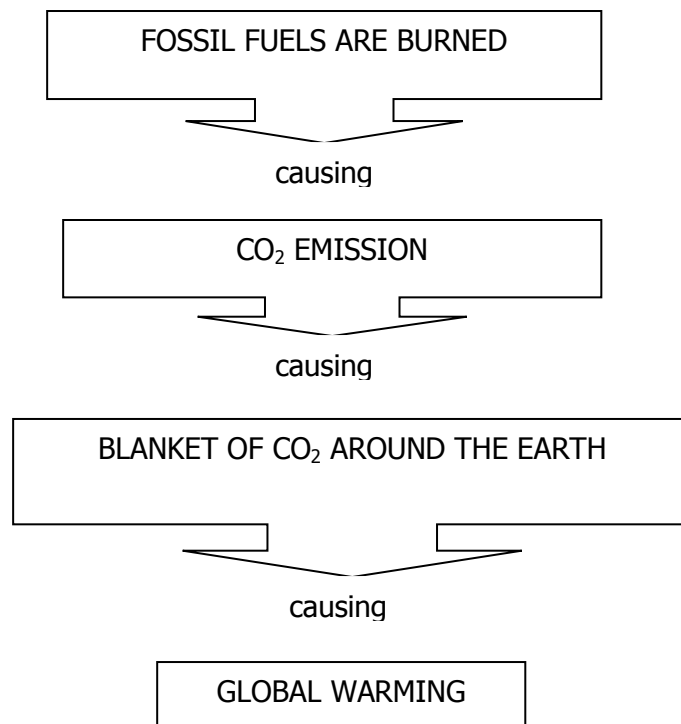 FOSSIL FUELS ARE BURNED
causing
CO₂ EMISSION
causing
BLANKET OF CO₂ AROUND THE EARTH
causing
GLOBAL WARMING